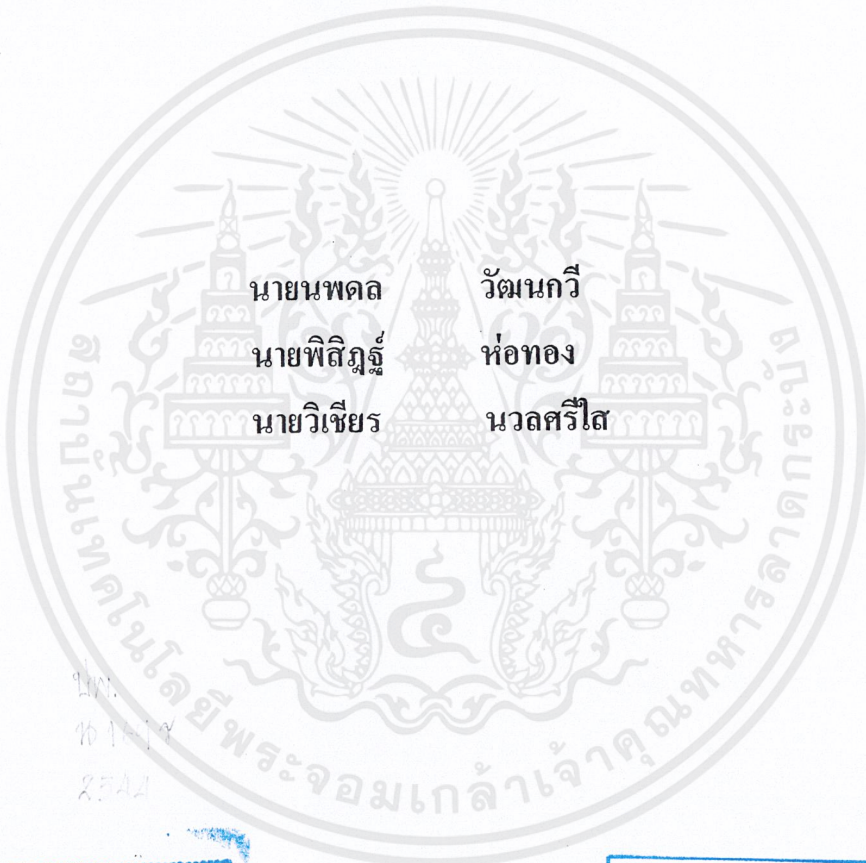 นายนพดล วัฒนกวี
นายพิสิฎฐ์ ห่อทอง
นายวิเชียร นวลศรีใส
สถาบันเทคโนโลยีพระจอมเกล้าเจ้าคุณทหารลาดกระบัง
ปพ.
2544